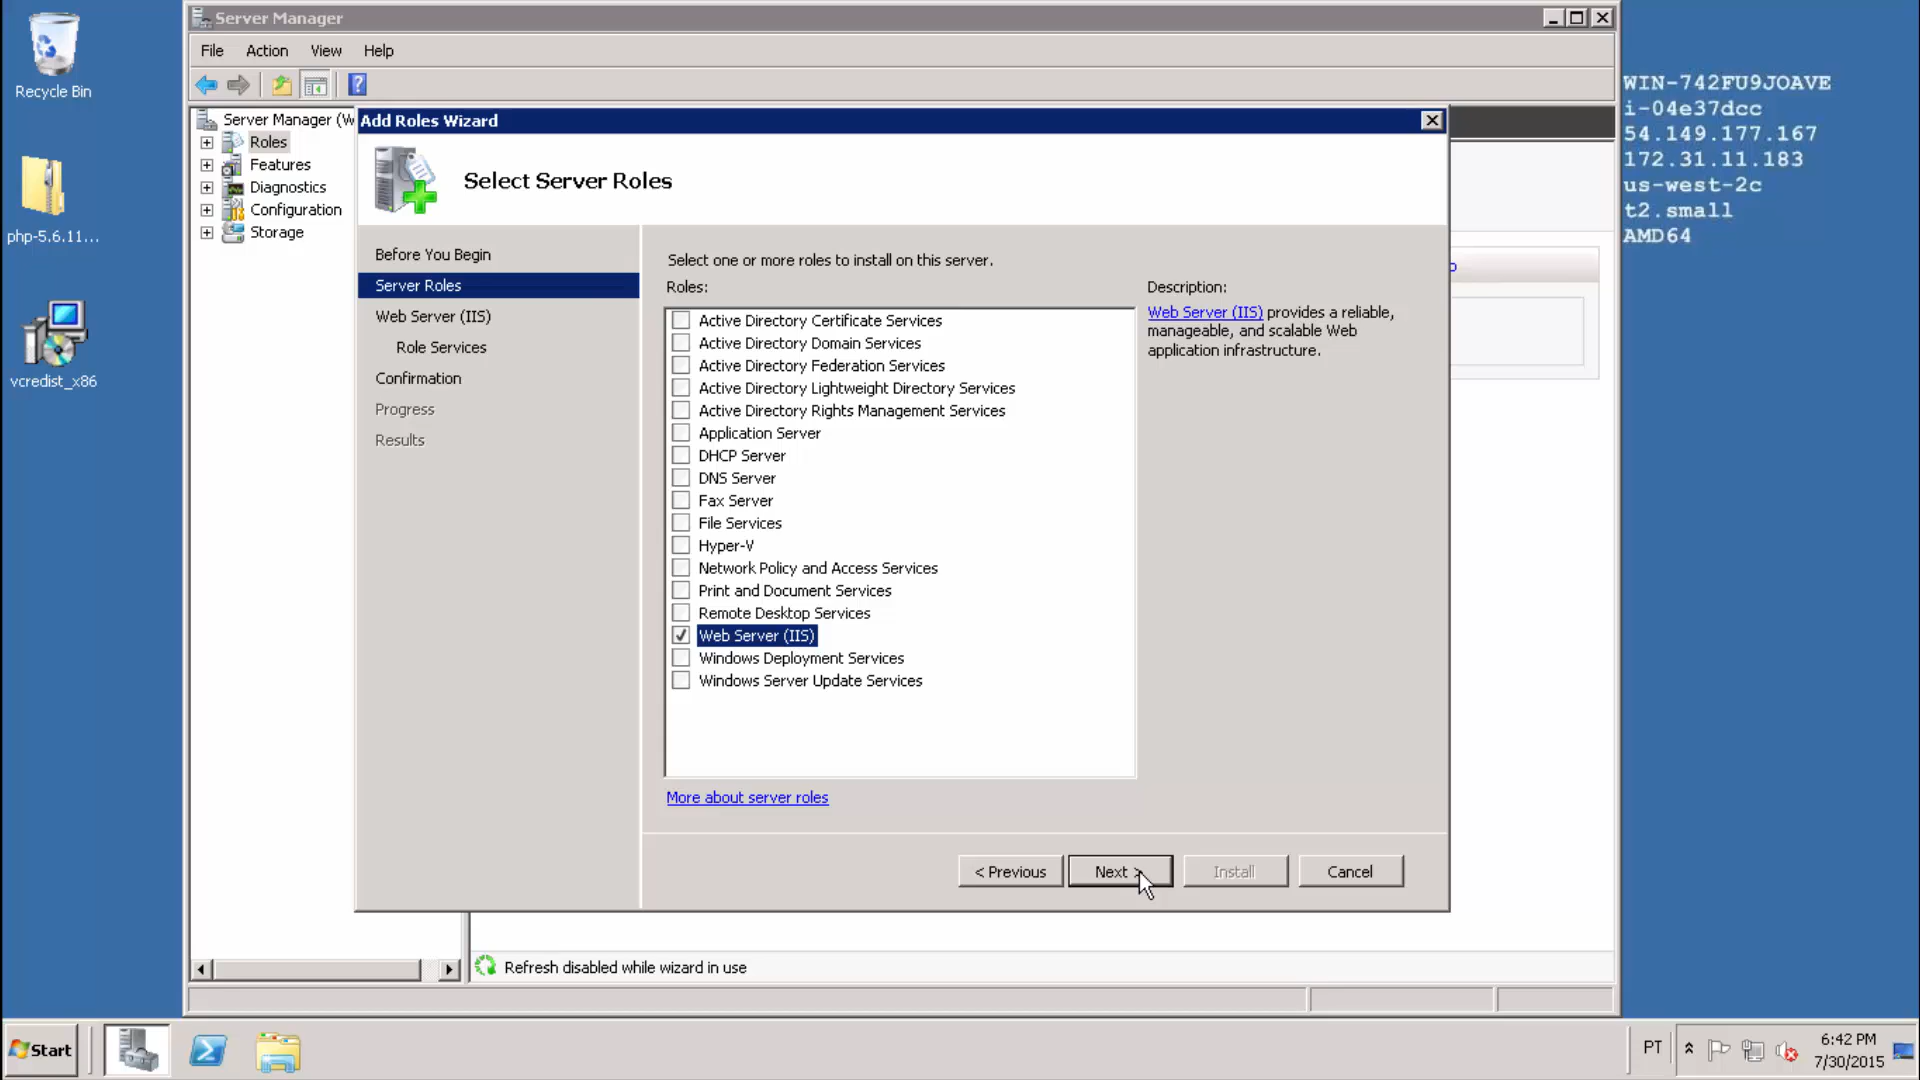 Recycle Bin
php-5.6.11...
vcredist_x86
Server Manager
File Action View Help
Server Manager (W
Roles
Features
Diagnostics
Configuration
Storage
Add Roles Wizard
Select Server Roles
Before You Begin
Server Roles
Web Server (IIS)
Role Services
Confirmation
Progress
Results
Select one or more roles to install on this server.
Roles:
Active Directory Certificate Services
Active Directory Domain Services
Active Directory Federation Services
Active Directory Lightweight Directory Services
Active Directory Rights Management Services
Application Server
DHCP Server
DNS Server
Fax Server
File Services
Hyper-V
Network Policy and Access Services
Print and Document Services
Remote Desktop Services
Web Server (IIS)
Windows Deployment Services
Windows Server Update Services
More about server roles
Description:
Web Server (IIS) provides a reliable,
manageable, and scalable Web
application infrastructure.
< Previous
Next >
Install
Cancel
Refresh disabled while wizard in use
WIN-742FU9JOAVE
i-04e37dcc
54.149.177.167
172.31.11.183
us-west-2c
t2.small
AMD64
Start
PT
6:42 PM
7/30/2015